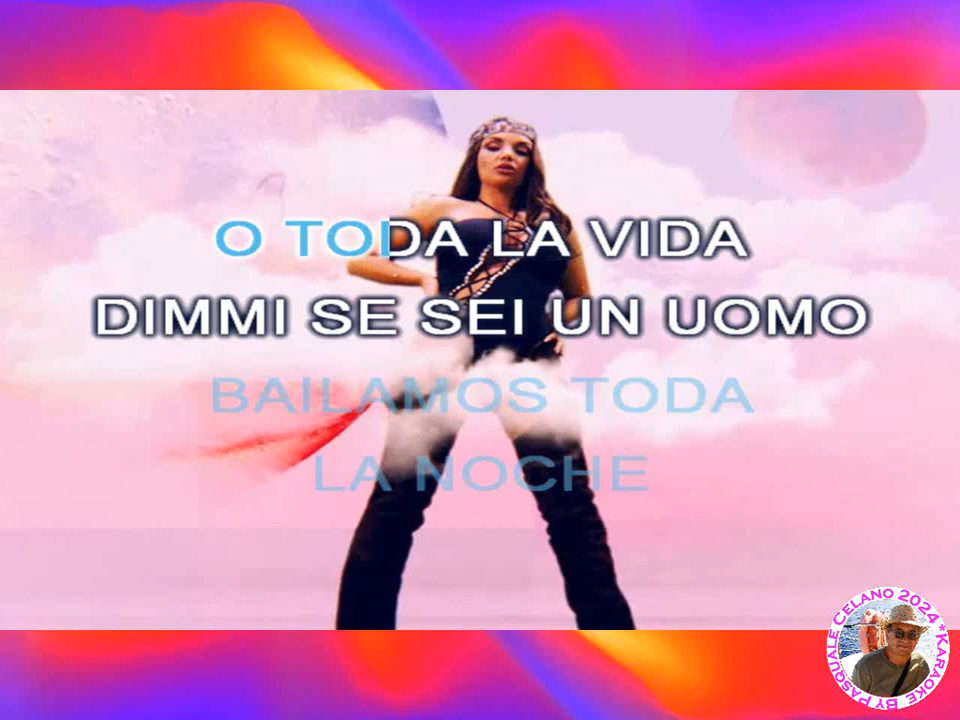 O TODA LA VIDA
DIMMI SE SEI UN UOMO
BAILAMOS TODA
LA NOCHE
*KARAOKE BY PASQUALE CELANO 2024